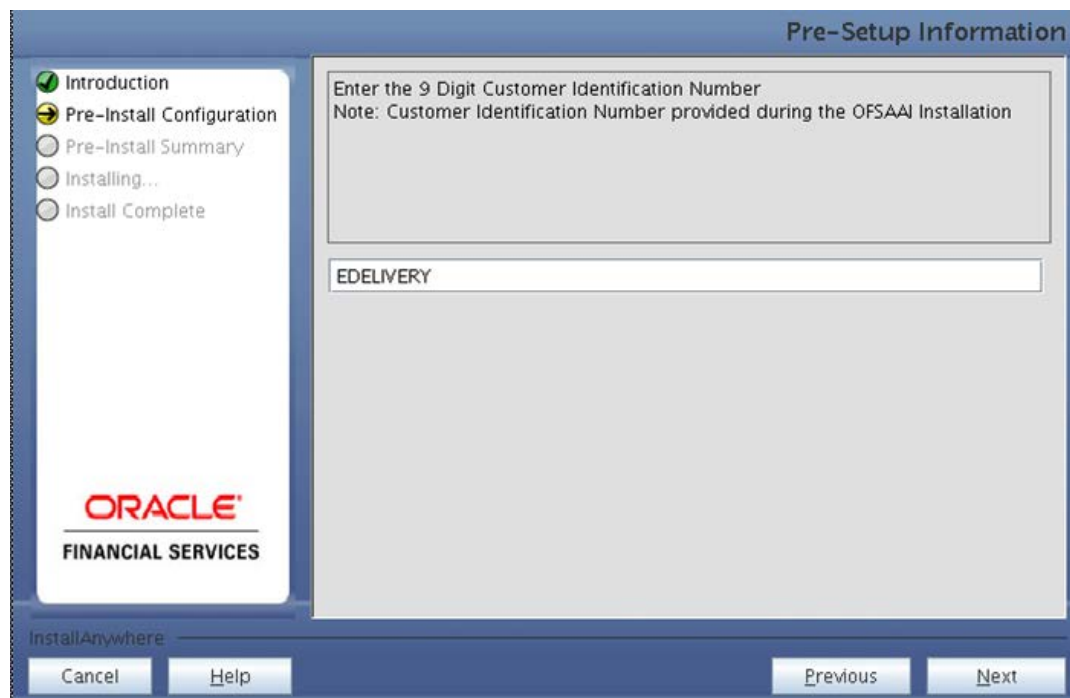 Pre-Setup Information
Introduction
Pre-Install Configuration
Pre-Install Summary
Installing...
Install Complete
Enter the 9 Digit Customer Identification Number
Note: Customer Identification Number provided during the OFSAAI Installation
EDELIVERY
ORACLE
FINANCIAL SERVICES
InstallAnywhere
Cancel
Help
Previous
Next